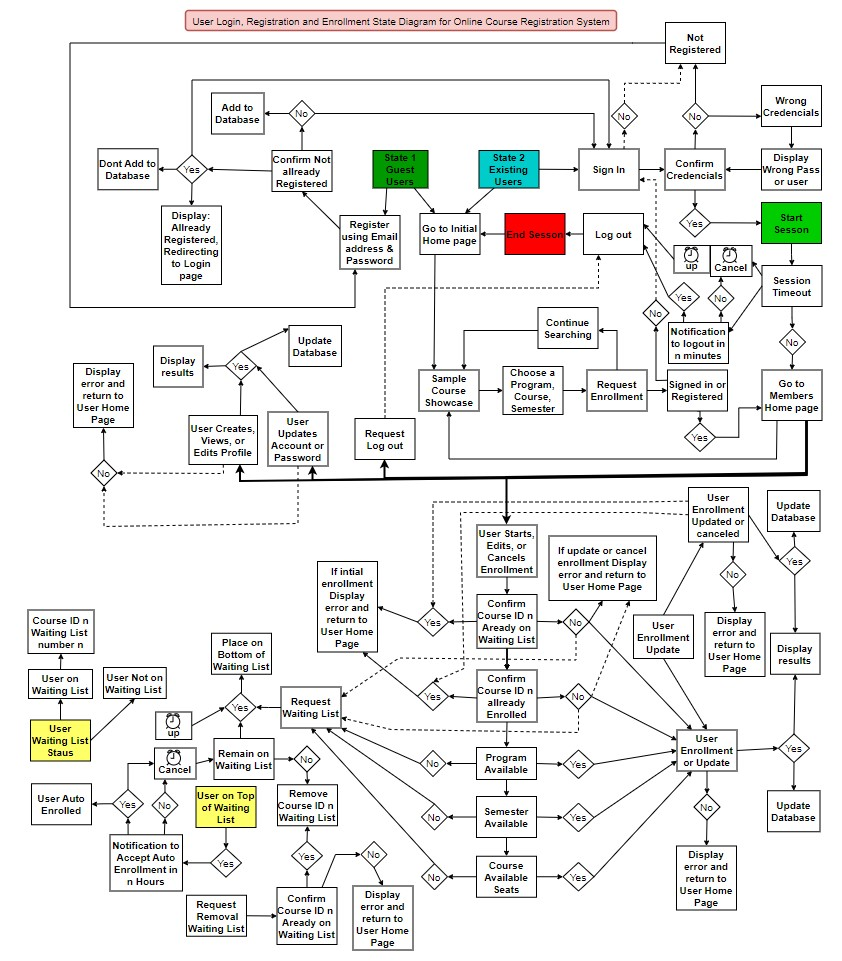 User Login, Registration and Enrollment State Diagram for Online Course Registration System
Not
Registered
Add to
Database
No
No
No
Wrong
Credencials
Dont Add to
Database
Yes
Confirm Not
already
Registered
State 1
Guest
Users
State 2
Existing
Users
Sign In
Confirm
Credencials
Display
Wrong Pass
or user
Display:
Allready
Registered,
Redirecting
to Login
page
Register
using Email
address &
Password
Go to Initial
Home page
End Sesson
Log out
Yes
Start
Sesson
up
Cancel
Session
Timeout
Yes
No
No
Notification
to logout in
n minutes
No
Continue
Searching
Update
Database
Display
results
Yes
Display
error and
return to
User Home
Page
Sample
Course
Showcase
Choose a
Program,
Course,
Semester
Request
Enrollment
Signed in or
Registered
Go to
Members
Home page
User Creates,
Views, or
Edits Profile
User
Updates
Account or
Password
Request
Log out
Yes
No
User
Enrollment
Updated or
canceled
Update
Database
User Starts,
Edits, or
Cancels
Enrollment
If update or cancel
enrollment Display
error and return to
User Home Page
Yes
No
If intial
enrollment
Display
error and
return to
User Home
Page
Yes
Confirm
Course ID n
Aready on
Waiting List
No
User
Enrollment
Update
Display
error and
return to
User Home
Page
Display
results
Course ID n
Waiting List
number n
Place on
Bottom of
Waiting List
User on
Waiting List
User Not on
Waiting List
Yes
Confirm
Course ID n
allready
Enrolled
No
Request
Waiting List
Yes
up
User
Waiting List
Staus
Cancel
Remain on
Waiting List
No
No
Program
Available
Yes
User
Enrollment
or Update
Yes
User Auto
Enrolled
Yes
No
User on Top
of Waiting
List
Remove
Course ID n
Waiting List
No
Semester
Available
Yes
No
Update
Database
Notification to
Accept Auto
Enrollment in
n Hours
Yes
Yes
No
No
Course
Available
Seats
Yes
Display
error and
return to
User Home
Page
Request
Removal
Waiting List
Confirm
Course ID n
Aready on
Waiting List
Display
error and
return to
User Home
Page